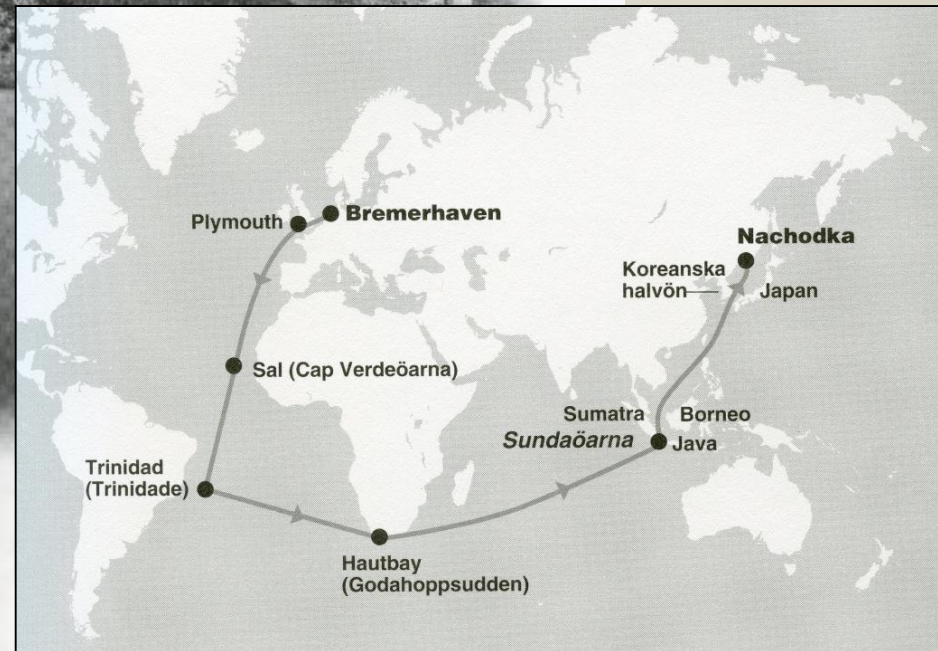 Plymouth
Bremerhaven
Nachodka
Koreanska
halvön
Japan
Sal (Cap Verdeöarna)
Sumatra
Borneo
Sundaöarna
Java
Trinidad
(Trinidade)
Hautbay
(Godahoppsudden)